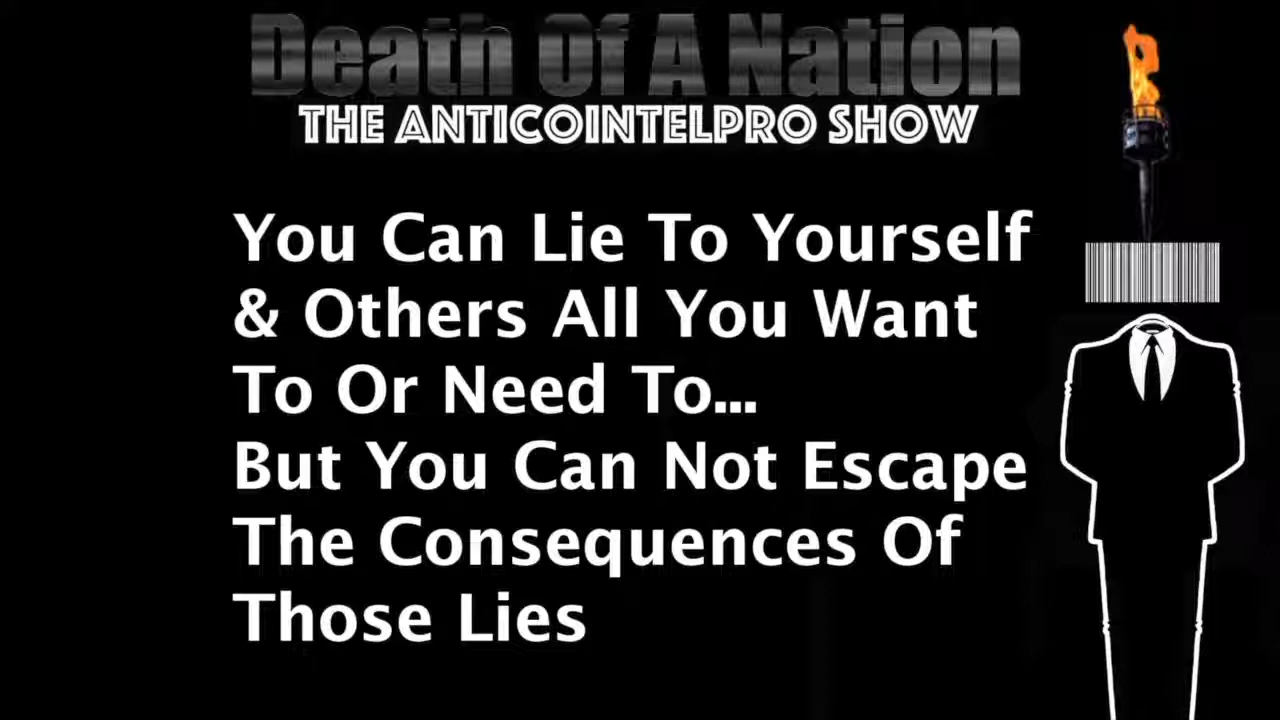 Death Of A Nation
THE ANTICOINTELPRO SHOW
You Can Lie To Yourself
& Others All You Want
To Or Need To...
But You Can Not Escape
The Consequences Of
Those Lies